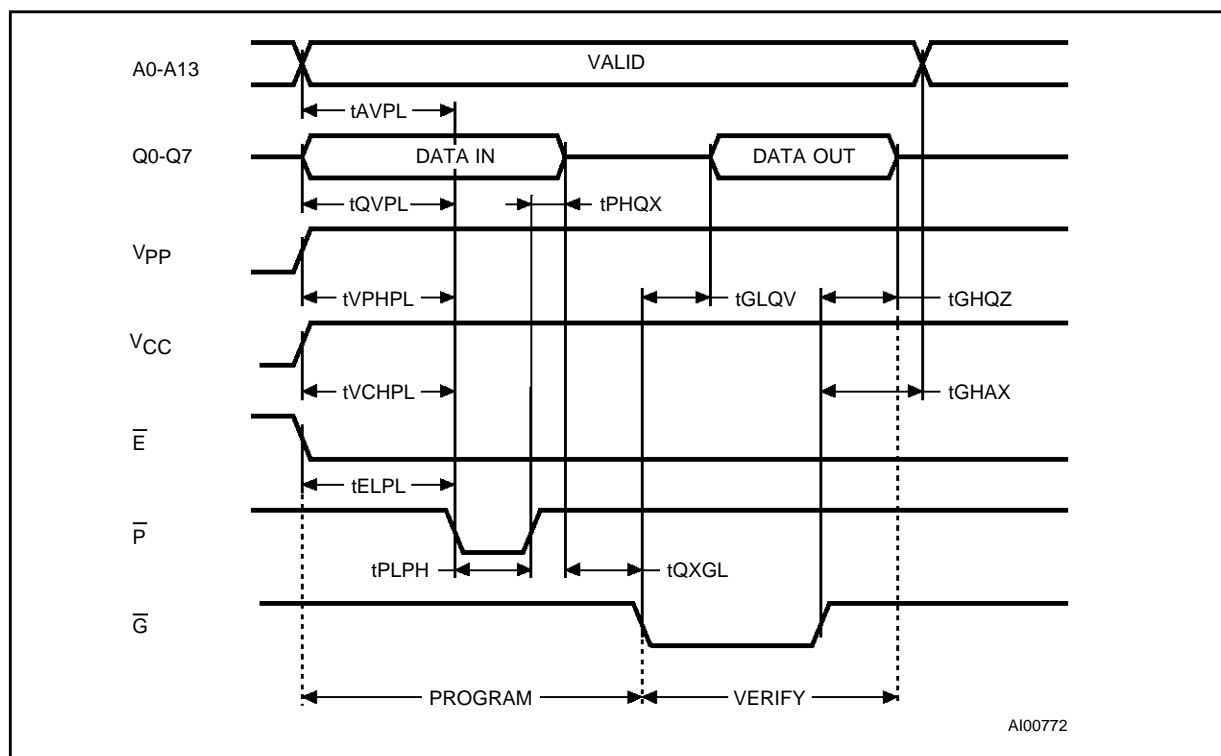 A0-A13
VALID
tAVPL
Q0-Q7
DATA IN
DATA OUT
tQVPL
tPHQX
VPP
tVPHPL
tGLQV
tGHQZ
VCC
tVCHPL
tGHAX
E̅
tELPL
P̅
tPLPH
tQXGL
G̅
PROGRAM
VERIFY
AI00772